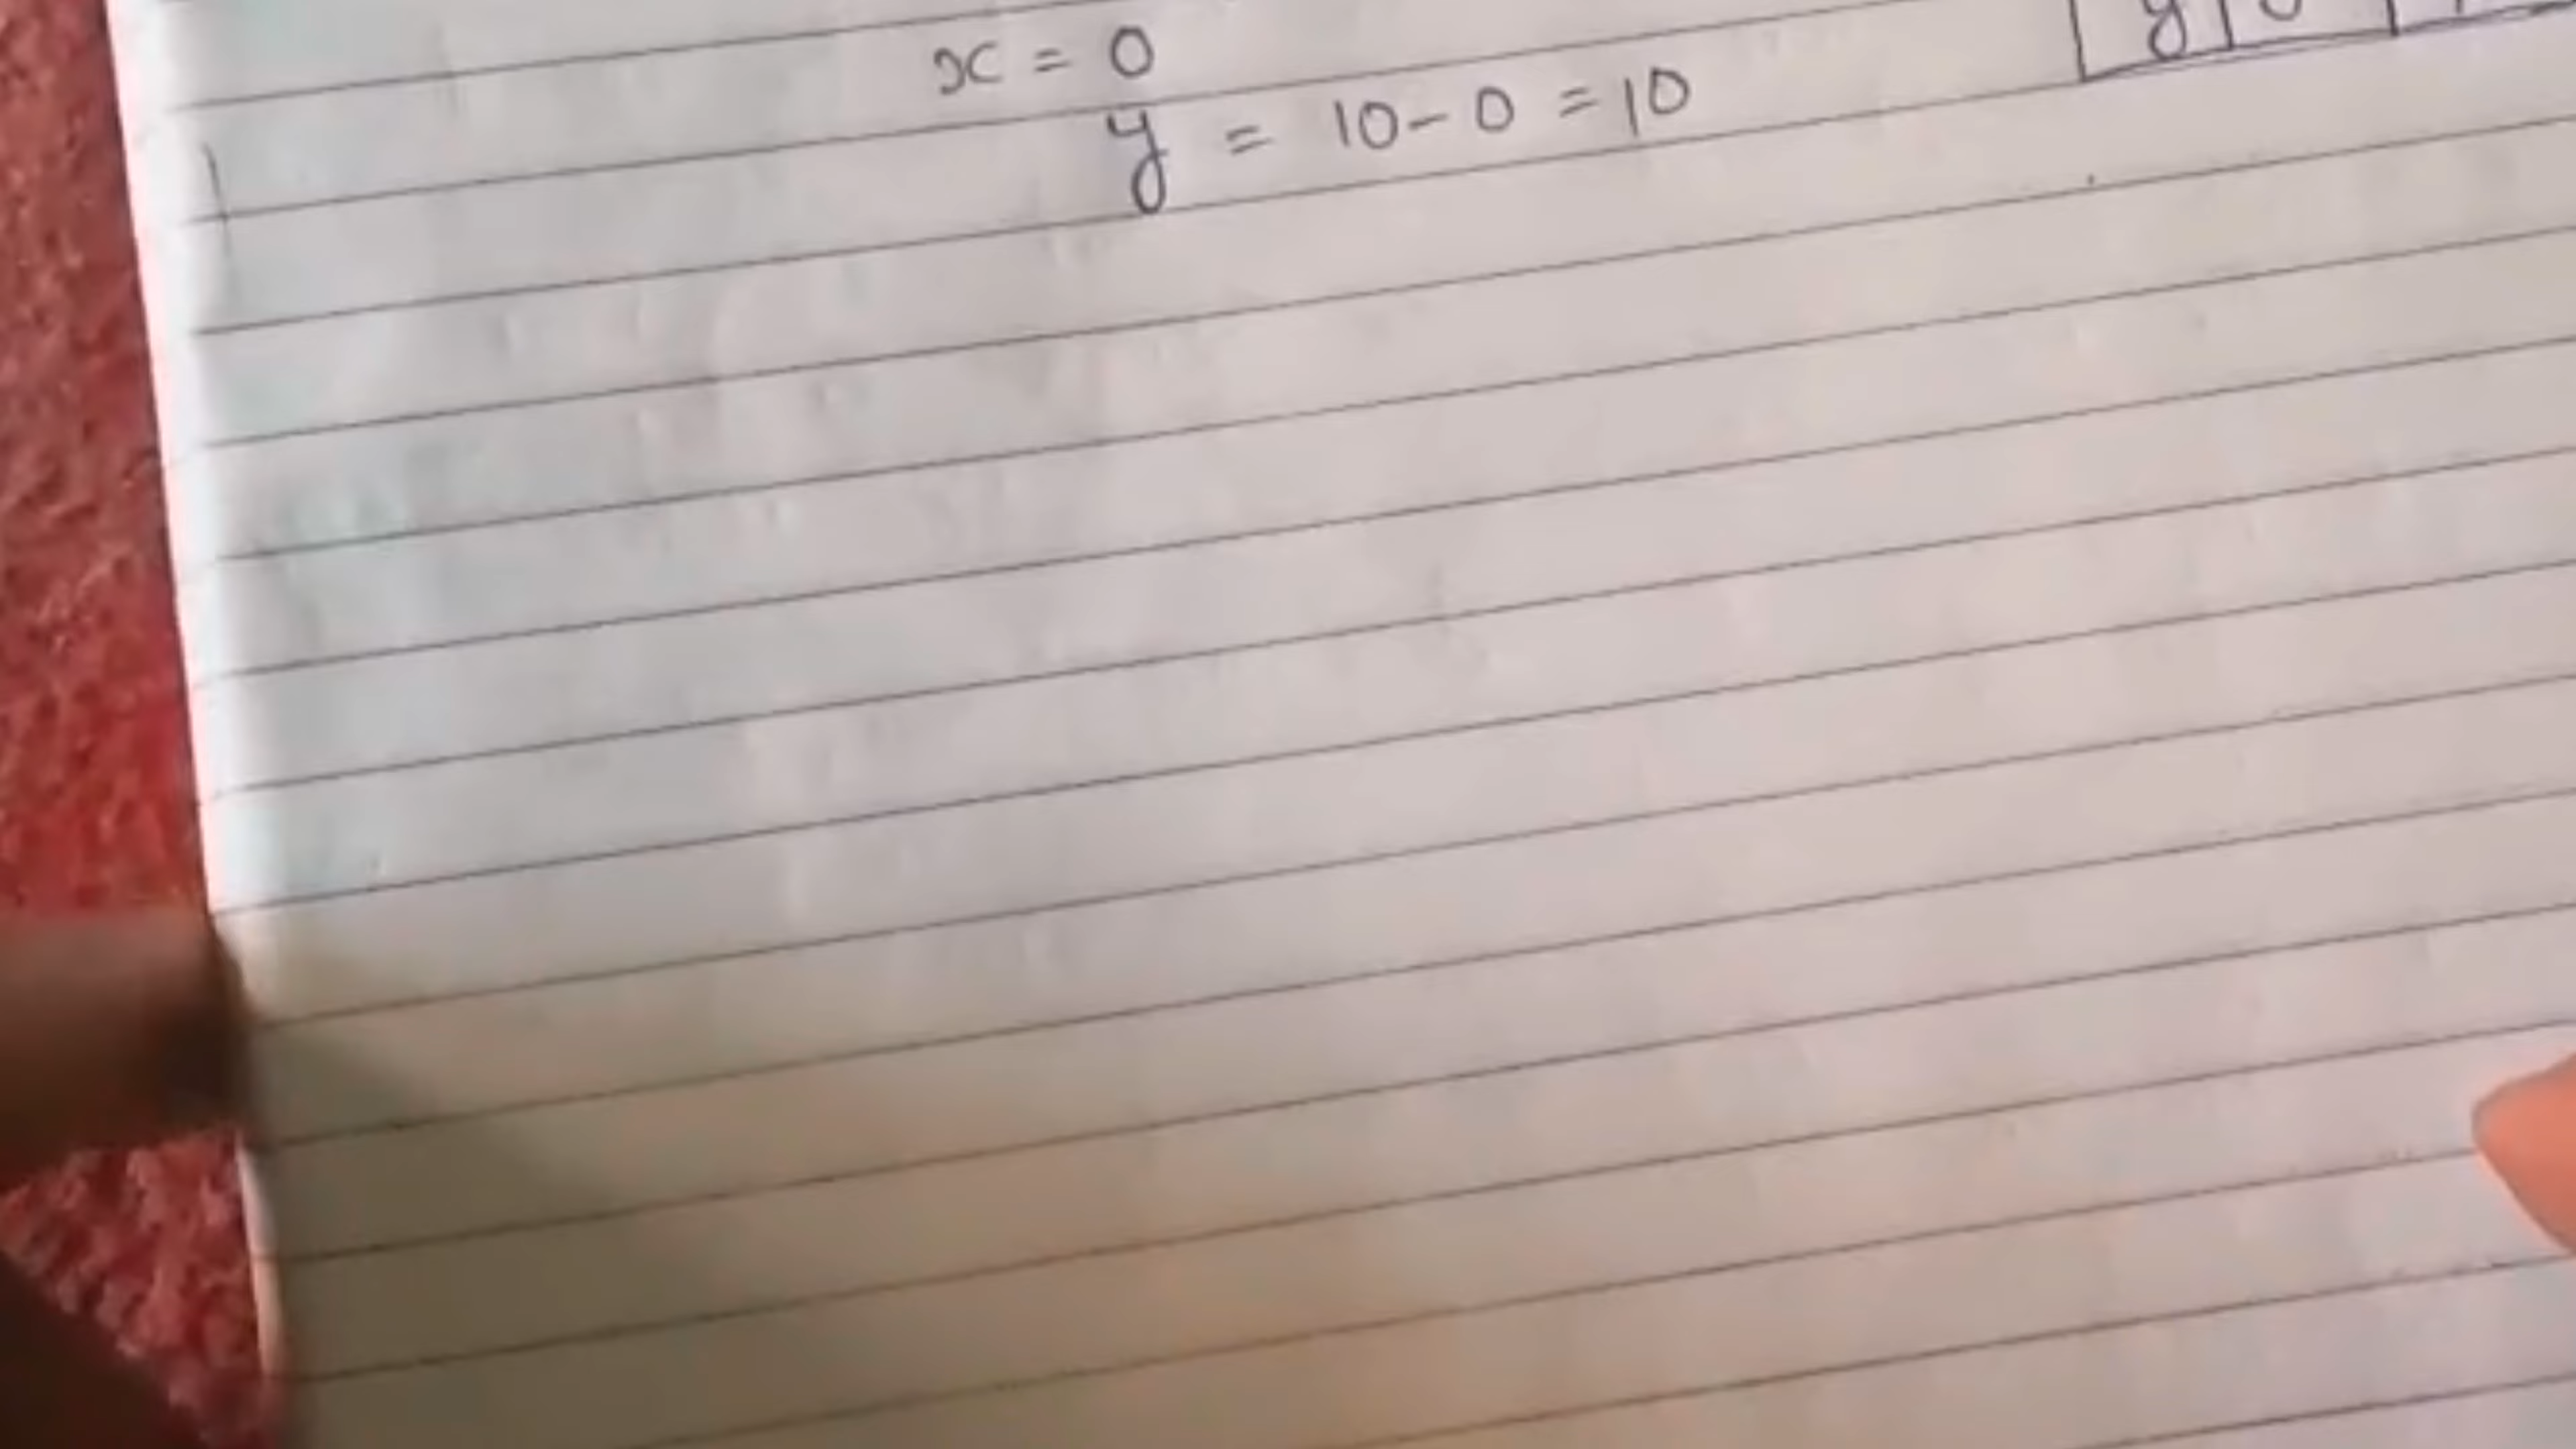 x = 0
y = 10 - 0 = 10
y